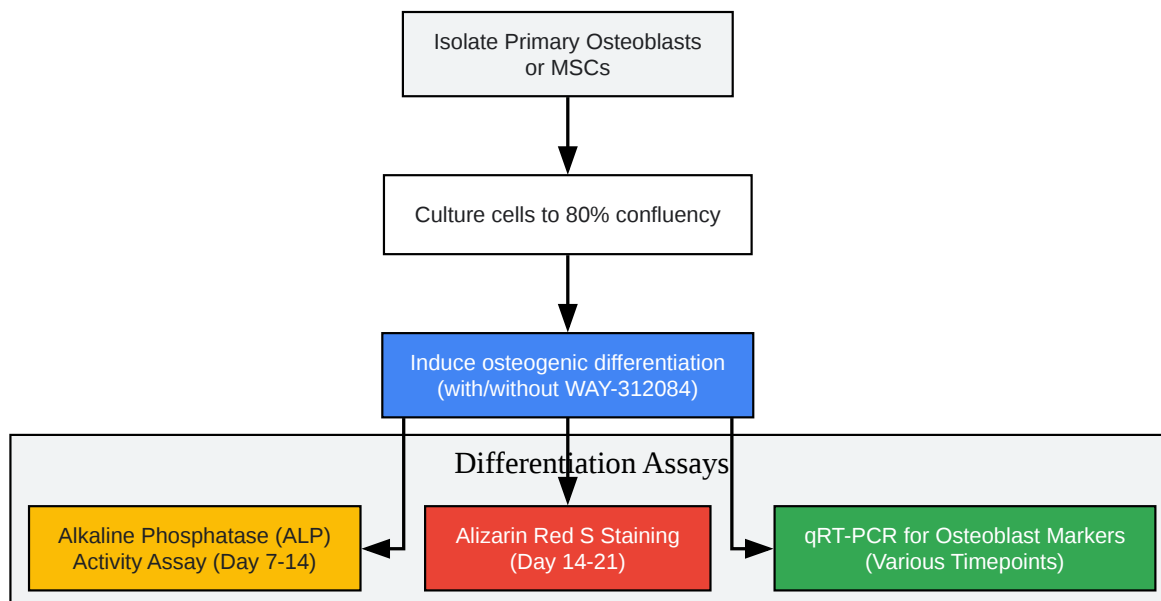 Isolate Primary Osteoblasts
or MSCs
Culture cells to 80% confluency
Induce osteogenic differentiation
(with/without WAY-312084)
Differentiation Assays
Alkaline Phosphatase (ALP)
Activity Assay (Day 7-14)
Alizarin Red S Staining
(Day 14-21)
qRT-PCR for Osteoblast Markers
(Various Timepoints)